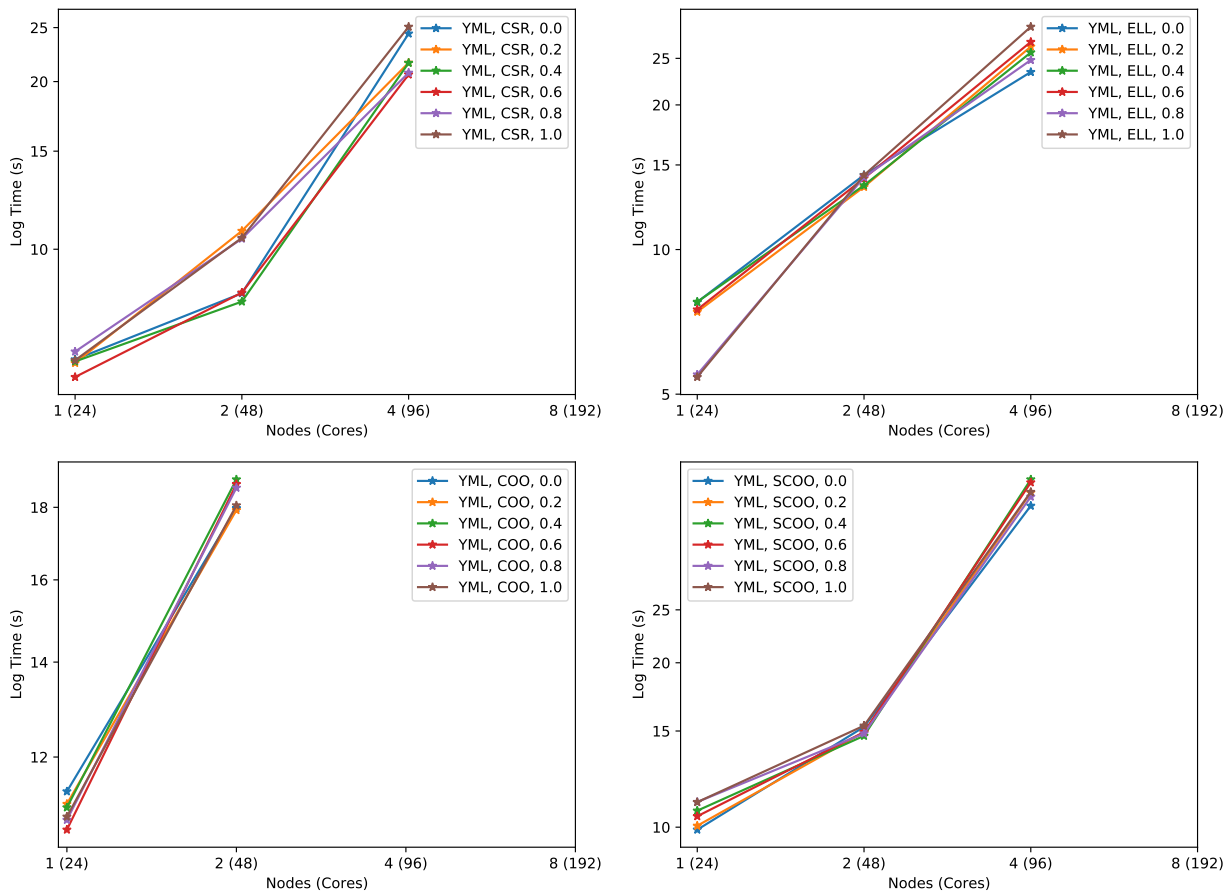 25
20
15
10
Log Time (s)
1 (24)
2 (48)
4 (96)
8 (192)
Nodes (Cores)
YML, CSR, 0.0
YML, CSR, 0.2
YML, CSR, 0.4
YML, CSR, 0.6
YML, CSR, 0.8
YML, CSR, 1.0
25
20
15
10
5
Log Time (s)
1 (24)
2 (48)
4 (96)
8 (192)
Nodes (Cores)
YML, ELL, 0.0
YML, ELL, 0.2
YML, ELL, 0.4
YML, ELL, 0.6
YML, ELL, 0.8
YML, ELL, 1.0
18
16
14
12
Log Time (s)
1 (24)
2 (48)
4 (96)
8 (192)
Nodes (Cores)
YML, COO, 0.0
YML, COO, 0.2
YML, COO, 0.4
YML, COO, 0.6
YML, COO, 0.8
YML, COO, 1.0
25
20
15
10
Log Time (s)
1 (24)
2 (48)
4 (96)
8 (192)
Nodes (Cores)
YML, SCOO, 0.0
YML, SCOO, 0.2
YML, SCOO, 0.4
YML, SCOO, 0.6
YML, SCOO, 0.8
YML, SCOO, 1.0